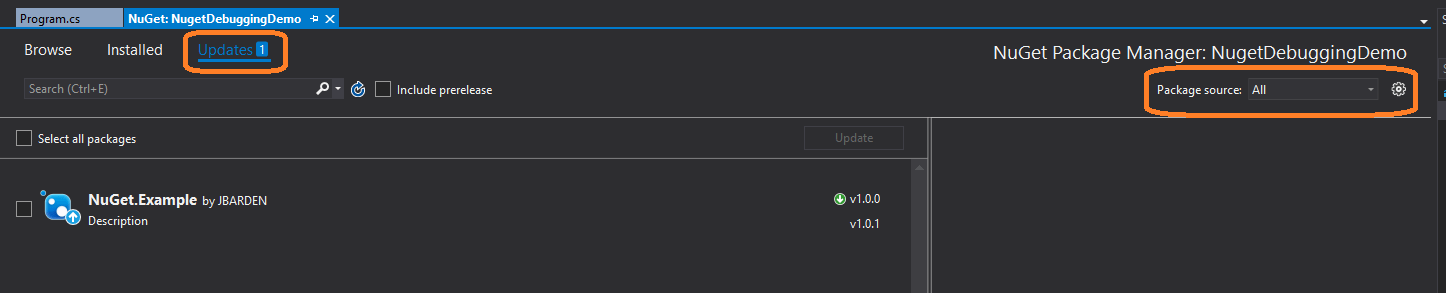 Program.cs NuGet: NugetDebuggingDemo
Browse Installed Updates 1 NuGet Package Manager: NugetDebuggingDemo
Search (Ctrl+E) Include prerelease Package source: All
Select all packages Update
NuGet.Example by JBARDEN v1.0.0
Description v1.0.1